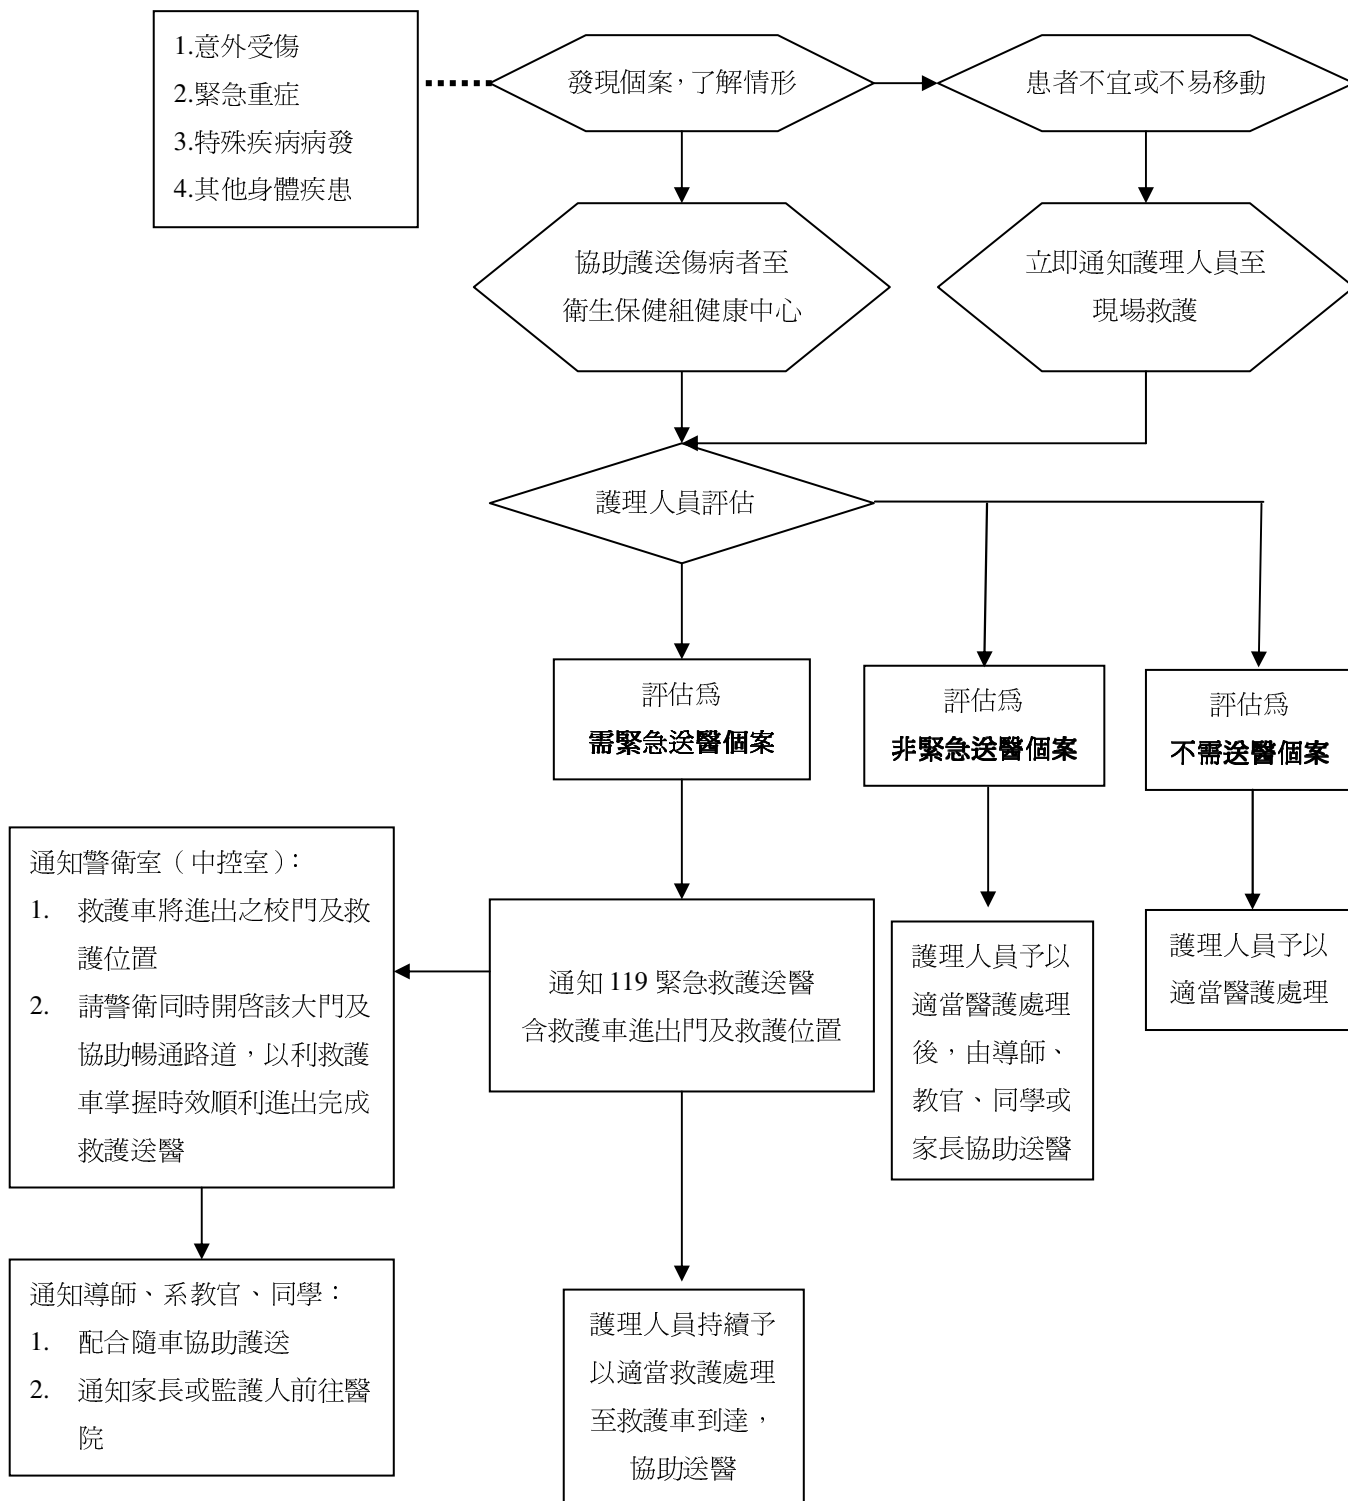 1.意外受傷
2.緊急重症
3.特殊疾病病發
4.其他身體疾患
發現個案，了解情形
患者不宜或不易移動
協助護送傷病者至
衛生保健組健康中心
立即通知護理人員至
現場救護
護理人員評估
評估為
需緊急送醫個案
評估為
非緊急送醫個案
評估為
不需送醫個案
通知警衛室（中控室）：
1. 救護車將進出之校門及救
護位置
2. 請警衛同時開啓該大門及
協助暢通路道，以利救護
車掌握時效順利進出完成
救護送醫
通知 119 緊急救護送醫
含救護車進出門及救護位置
護理人員予以
適當醫護處理
後，由導師、
教官、同學或
家長協助送醫
護理人員予以
適當醫護處理
通知導師、系教官、同學：
1. 配合隨車協助護送
2. 通知家長或監護人前往醫
院
護理人員持續予
以適當救護處理
至救護車到達，
協助送醫